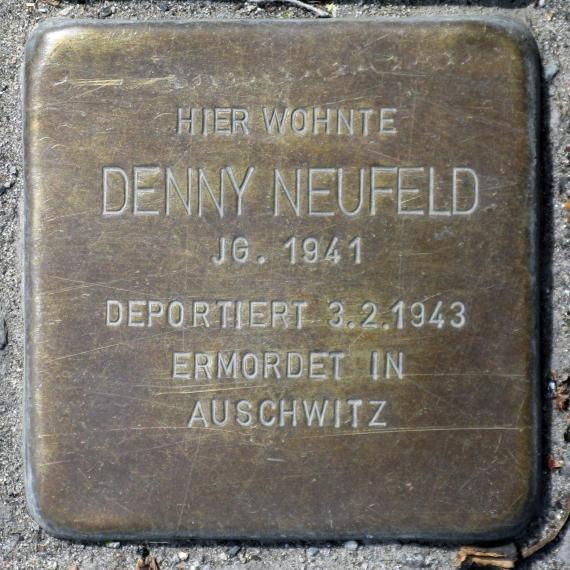 HIER WOHNTE
DENNY NEUFELD
JG. 1941
DEPORTIERT 3.2.1943
ERMORDET IN
AUSCHWITZ